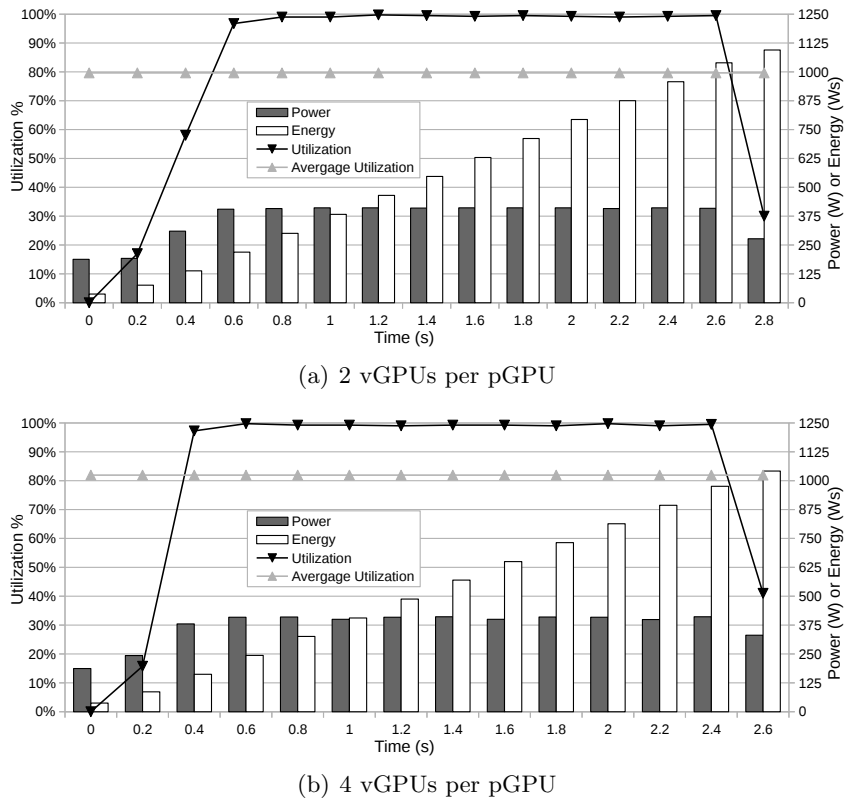 100% 1250
90% 1125
80% 1000
70% 875
60% 750
50% 625
40% 500
30% 375
20% 250
10% 125
0% 0
Utilization %
Power (W) or Energy (Ws)
Power
Energy
Utilization
Avergage Utilization
0 0.2 0.4 0.6 0.8 1 1.2 1.4 1.6 1.8 2 2.2 2.4 2.6 2.8
Time (s)
(a) 2 vGPUs per pGPU
100% 1250
90% 1125
80% 1000
70% 875
60% 750
50% 625
40% 500
30% 375
20% 250
10% 125
0% 0
Utilization %
Power (W) or Energy (Ws)
Power
Energy
Utilization
Avergage Utilization
0 0.2 0.4 0.6 0.8 1 1.2 1.4 1.6 1.8 2 2.2 2.4 2.6
Time (s)
(b) 4 vGPUs per pGPU